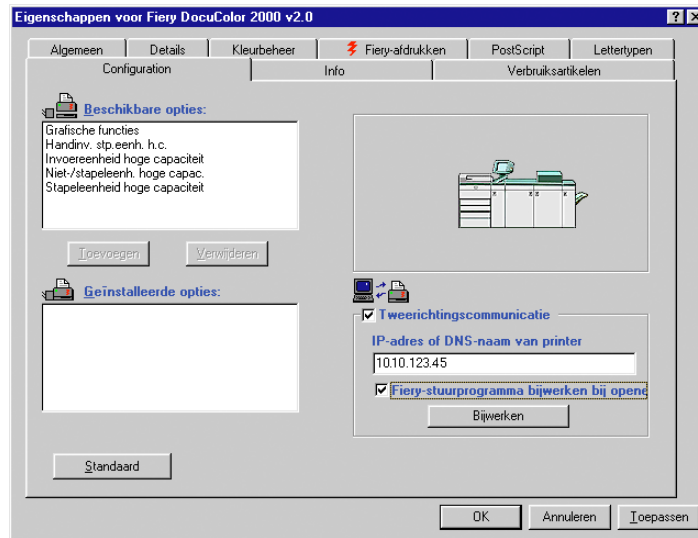 Eigenschappen voor Fiery DocuColor 2000 v2.0
Algemeen
Details
Kleurbeheer
Fiery-afdrukken
PostScript
Lettertypen
Configuration
Info
Verbruiksartikelen
Beschikbare opties:
Grafische functies
Handinv. stp.eenh. h.c.
Invoereenheid hoge capaciteit
Niet-/stapeleenh. hoge capac.
Stapeleenheid hoge capaciteit
Toevoegen
Verwijderen
Geïnstalleerde opties:
Tweerichtingscommunicatie
IP-adres of DNS-naam van printer
10.10.123.45
Fiery-stuurprogramma bijwerken bij opene
Bijwerken
Standaard
OK
Annuleren
Toepassen